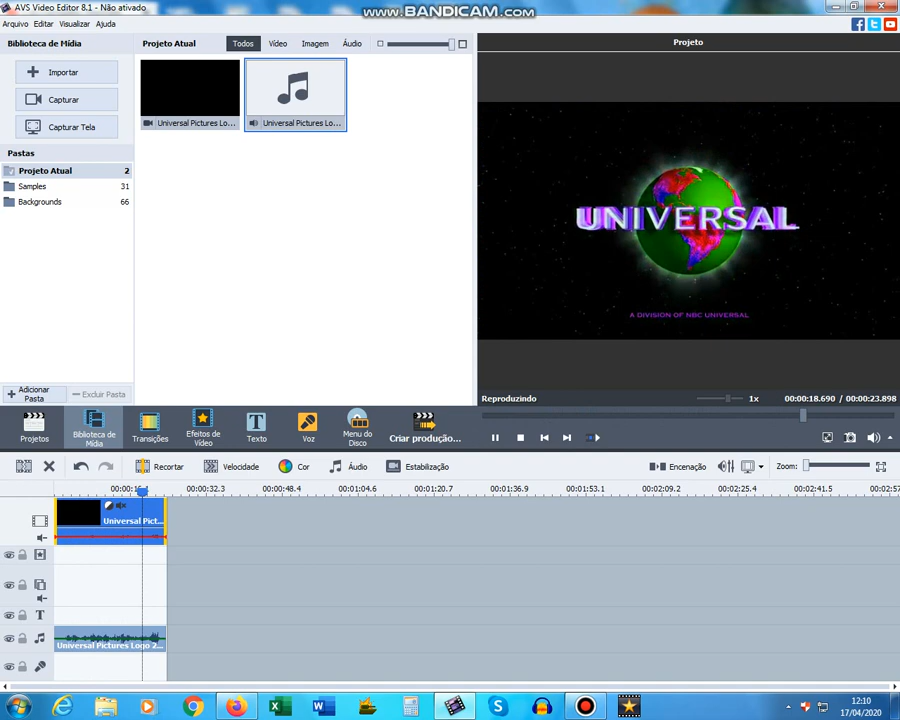 AVS Video Editor 8.1 - Não ativado
www.BANDICAM.com
Arquivo Editar Visualizar Ajuda
Biblioteca de Mídia
Projeto Atual
Todos Vídeo Imagem Áudio
Projeto
Importar
Capturar
Capturar Tela
Universal Pictures Lo...
Universal Pictures Lo...
Pastas
Projeto Atual 2
Samples 31
Backgrounds 66
UNIVERSAL
A DIVISION OF NBC UNIVERSAL
Adicionar Pasta
Excluir Pasta
Reproduzindo
1x
00:00:18.690 / 00:00:23.898
Projetos
Biblioteca de Mídia
Transições
Efeitos de Vídeo
Texto
Voz
Menu do Disco
Criar produção...
Recortar
Velocidade
Cor
Áudio
Estabilização
Encenação
Zoom:
00:00:32.3 00:00:48.4 00:01:04.6 00:01:20.7 00:01:36.9 00:01:53.1 00:02:09.2 00:02:25.4 00:02:41.5 00:02:57
Universal Pict...
T
Universal Pictures Logo 2...
12:10
17/04/2020